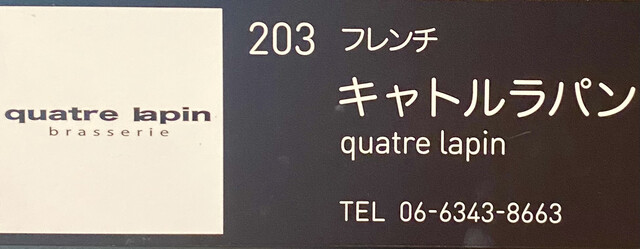 quatre lapin
brasserie
203 フレンチ
キャトルラパン
quatre lapin
TEL 06-6343-8663